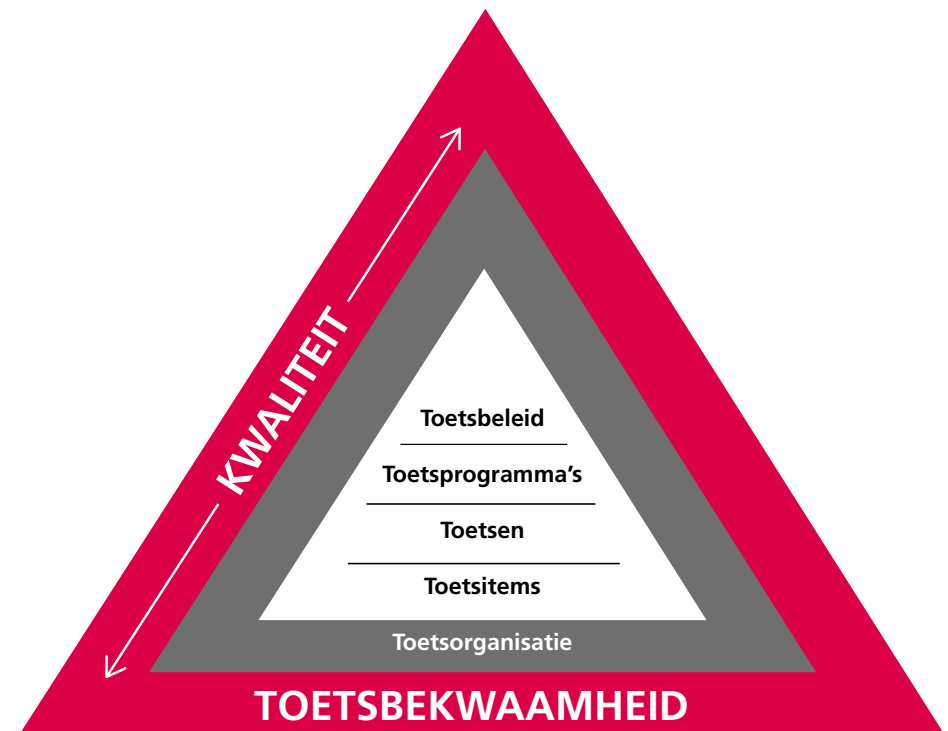 KWALITEIT
Toetsbeleid
Toetsprogramma's
Toetsen
Toetsitems
Toetsorganisatie
TOETSBEKWAAMHEID